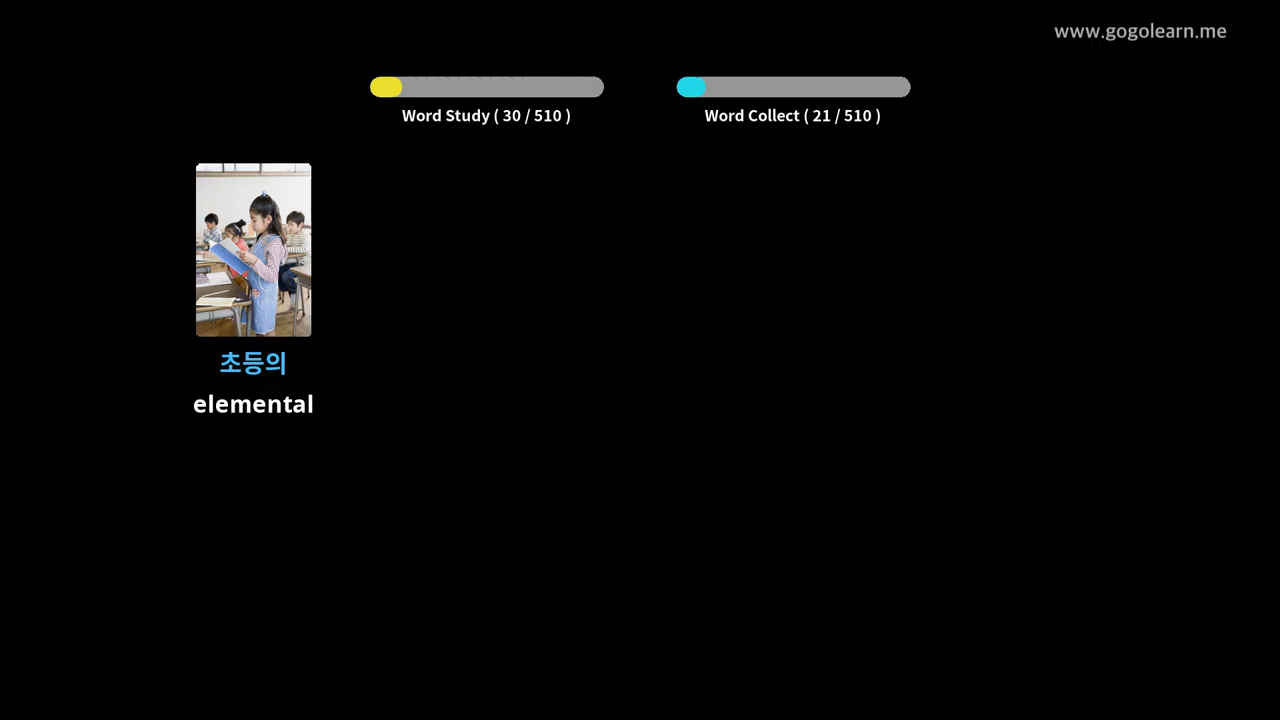 www.gogolearn.me
Word Study ( 30 / 510 )
Word Collect ( 21 / 510 )
초등의
elemental